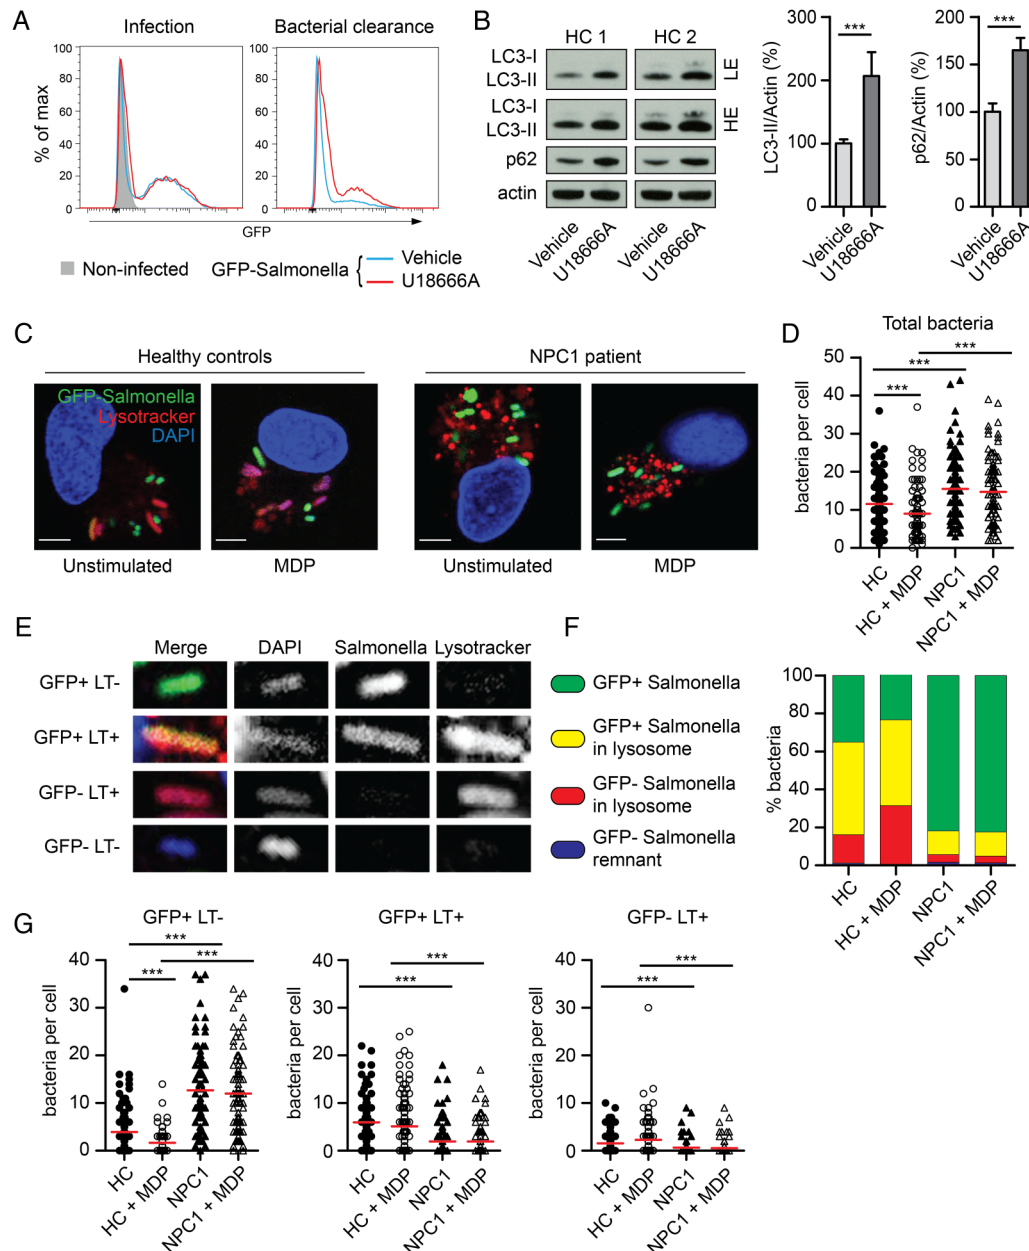 A
Infection
Bacterial clearance
% of max
100
80
60
40
20
0
100
80
60
40
20
0
GFP
Non-infected
GFP-Salmonella
Vehicle
U18666A
B
HC 1
HC 2
LC3-I
LC3-II
LE
LC3-I
LC3-II
HE
p62
actin
Vehicle
U18666A
Vehicle
U18666A
LC3-II/Actin (%)
300
200
100
0
***
Vehicle
U18666A
p62/Actin (%)
200
150
100
50
0
***
Vehicle
U18666A
C
Healthy controls
NPC1 patient
GFP-Salmonella
Lysotracker
DAPI
Unstimulated
MDP
Unstimulated
MDP
D
Total bacteria
bacteria per cell
50
40
30
20
10
0
***
***
***
HC
HC + MDP
NPC1
NPC1 + MDP
E
Merge
DAPI
Salmonella
Lysotracker
GFP+ LT-
GFP+ LT+
GFP- LT+
GFP- LT-
F
GFP+ Salmonella
GFP+ Salmonella
in lysosome
GFP- Salmonella
in lysosome
GFP- Salmonella
remnant
% bacteria
100
80
60
40
20
0
HC
HC + MDP
NPC1
NPC1 + MDP
G
GFP+ LT-
bacteria per cell
40
30
20
10
0
***
***
***
HC
HC + MDP
NPC1
NPC1 + MDP
GFP+ LT+
bacteria per cell
40
30
20
10
0
***
***
HC
HC + MDP
NPC1
NPC1 + MDP
GFP- LT+
bacteria per cell
40
30
20
10
0
***
***
HC
HC + MDP
NPC1
NPC1 + MDP